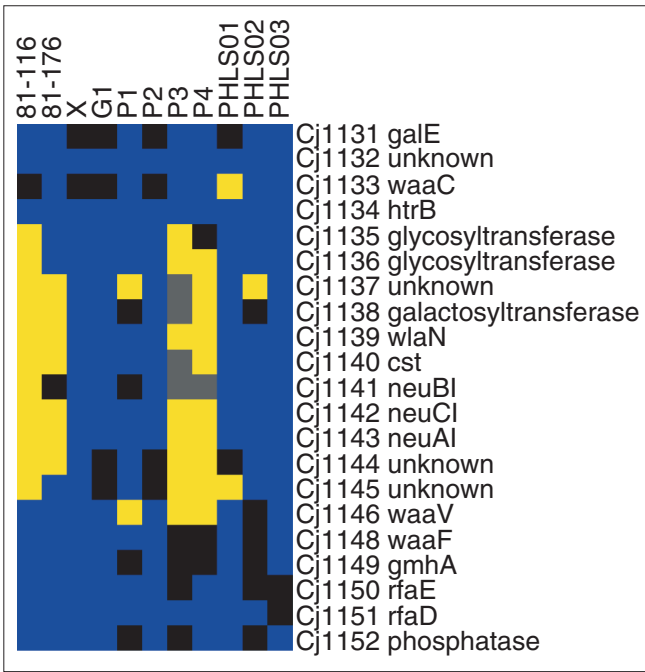 81-116
81-176
X
G1
P1
P2
P3
P4
PHLS01
PHLS02
PHLS03
Cj1131 galE
Cj1132 unknown
Cj1133 waaC
Cj1134 htrB
Cj1135 glycosyltransferase
Cj1136 glycosyltransferase
Cj1137 unknown
Cj1138 galactosyltransferase
Cj1139 wlaN
Cj1140 cst
Cj1141 neuBI
Cj1142 neuCI
Cj1143 neuAI
Cj1144 unknown
Cj1145 unknown
Cj1146 waaV
Cj1148 waaF
Cj1149 gmhA
Cj1150 rfaE
Cj1151 rfaD
Cj1152 phosphatase